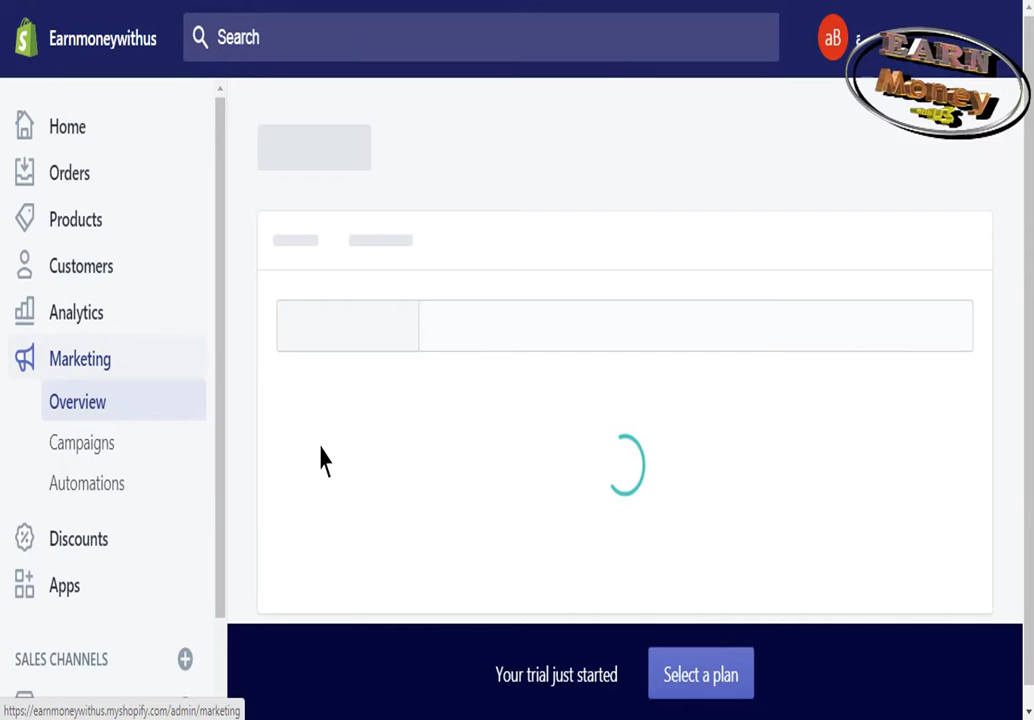 Earnmoneywithus
Search
aB
EARN
Money
Home
Orders
Products
Customers
Analytics
Marketing
Overview
Campaigns
Automations
Discounts
Apps
SALES CHANNELS
Your trial just started
Select a plan
https://earnmoneywithus.myshopify.com/admin/marketing